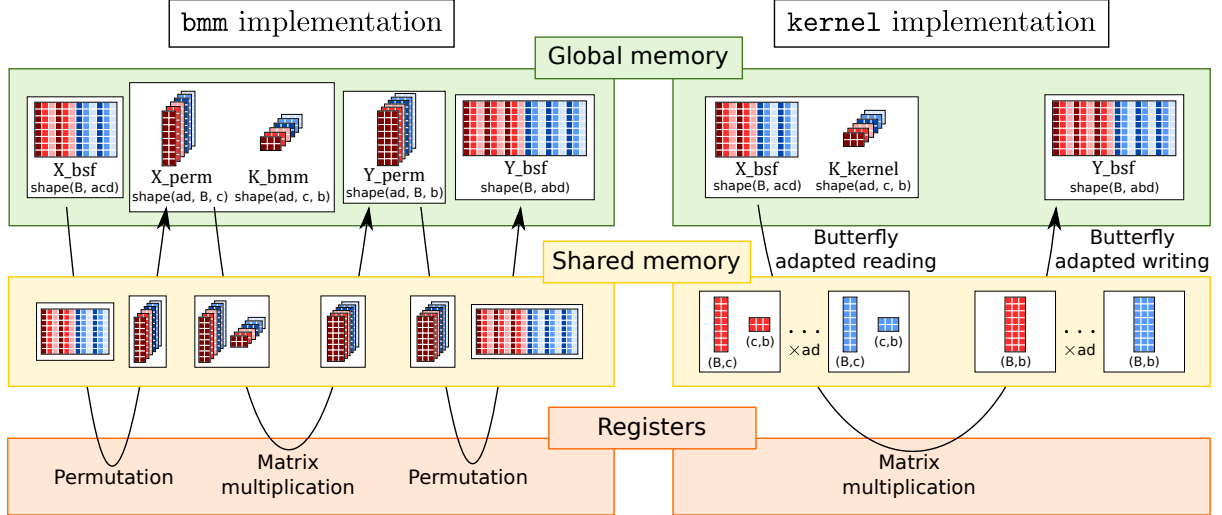 bmm implementation
kernel implementation
Global memory
X_bsf
shape(B, acd)
X_perm
shape(ad, B, c)
K_bmm
shape(ad, c, b)
Y_perm
shape(ad, B, b)
Y_bsf
shape(B, abd)
X_bsf
shape(B, acd)
K_kernel
shape(ad, c, b)
Y_bsf
shape(B, abd)
Butterfly
adapted reading
Butterfly
adapted writing
Shared memory
(B,c)
(c,b)
. . .
×ad
(B,c)
(c,b)
(B,b)
. . .
×ad
(B,b)
Registers
Permutation
Matrix
multiplication
Permutation
Matrix
multiplication